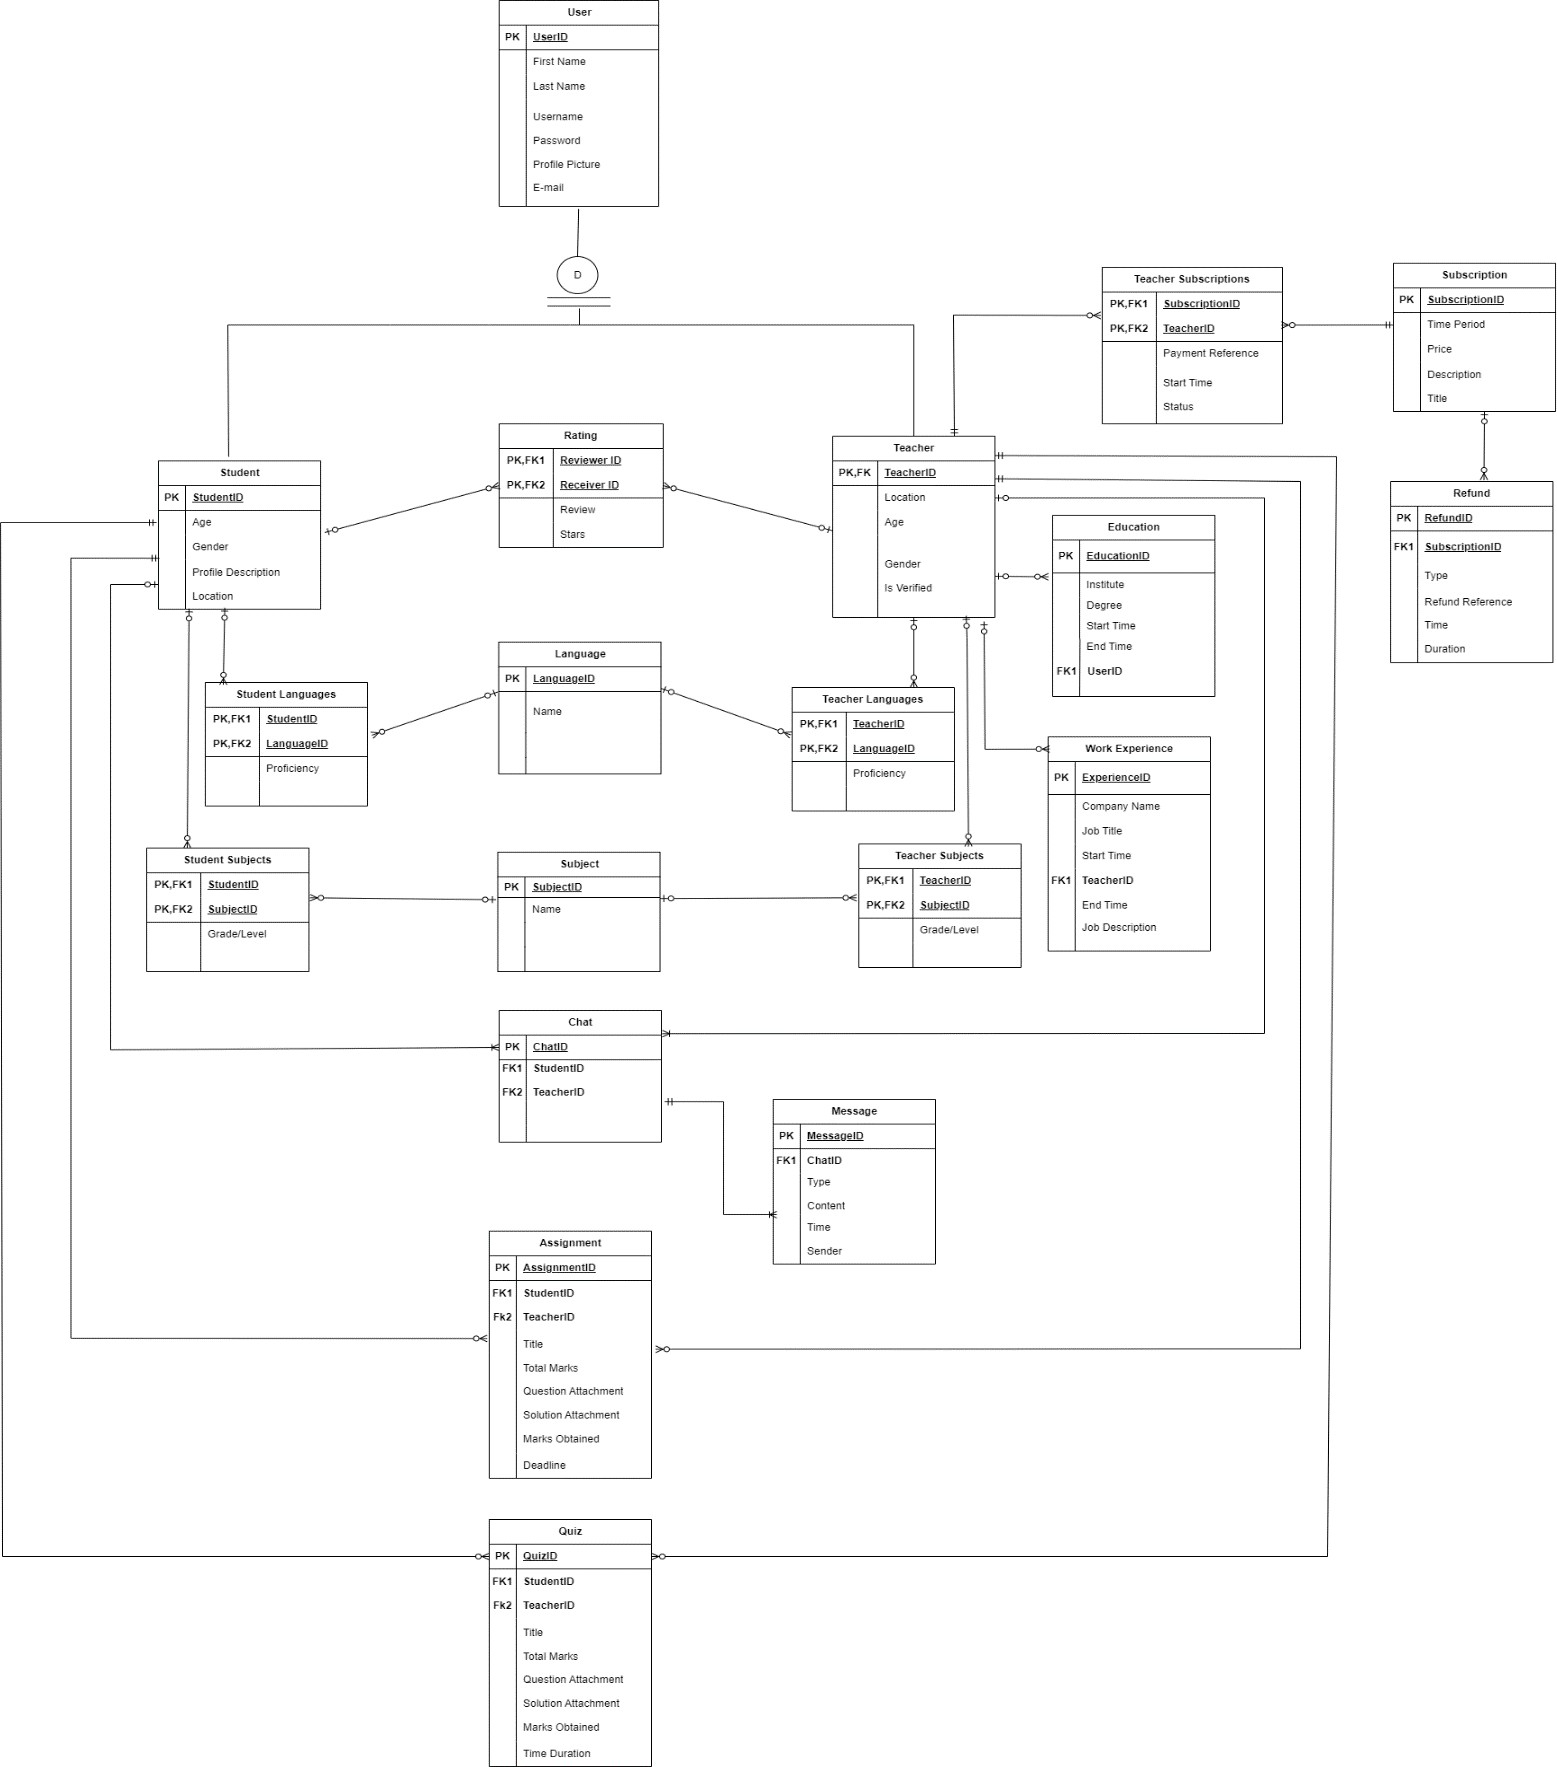 User
PK UserID
First Name
Last Name
Username
Password
Profile Picture
E-mail
D
Teacher Subscriptions
PK,FK1 SubscriptionID
PK,FK2 TeacherID
Payment Reference
Start Time
Status
Subscription
PK SubscriptionID
Time Period
Price
Description
Title
Student
PK StudentID
Age
Gender
Profile Description
Location
Rating
PK,FK1 Reviewer ID
PK,FK2 Receiver ID
Review
Stars
Teacher
PK,FK TeacherID
Location
Age
Gender
Is Verified
Education
PK EducationID
Institute
Degree
Start Time
End Time
FK1 UserID
Refund
PK RefundID
FK1 SubscriptionID
Type
Refund Reference
Time
Duration
Student Languages
PK,FK1 StudentID
PK,FK2 LanguageID
Proficiency
Language
PK LanguageID
Name
Teacher Languages
PK,FK1 TeacherID
PK,FK2 LanguageID
Proficiency
Work Experience
PK ExperienceID
Company Name
Job Title
Start Time
FK1 TeacherID
End Time
Job Description
Student Subjects
PK,FK1 StudentID
PK,FK2 SubjectID
Grade/Level
Subject
PK SubjectID
Name
Teacher Subjects
PK,FK1 TeacherID
PK,FK2 SubjectID
Grade/Level
Chat
PK ChatID
FK1 StudentID
FK2 TeacherID
Message
PK MessageID
FK1 ChatID
Type
Content
Time
Sender
Assignment
PK AssignmentID
FK1 StudentID
Fk2 TeacherID
Title
Total Marks
Question Attachment
Solution Attachment
Marks Obtained
Deadline
Quiz
PK QuizID
FK1 StudentID
Fk2 TeacherID
Title
Total Marks
Question Attachment
Solution Attachment
Marks Obtained
Time Duration